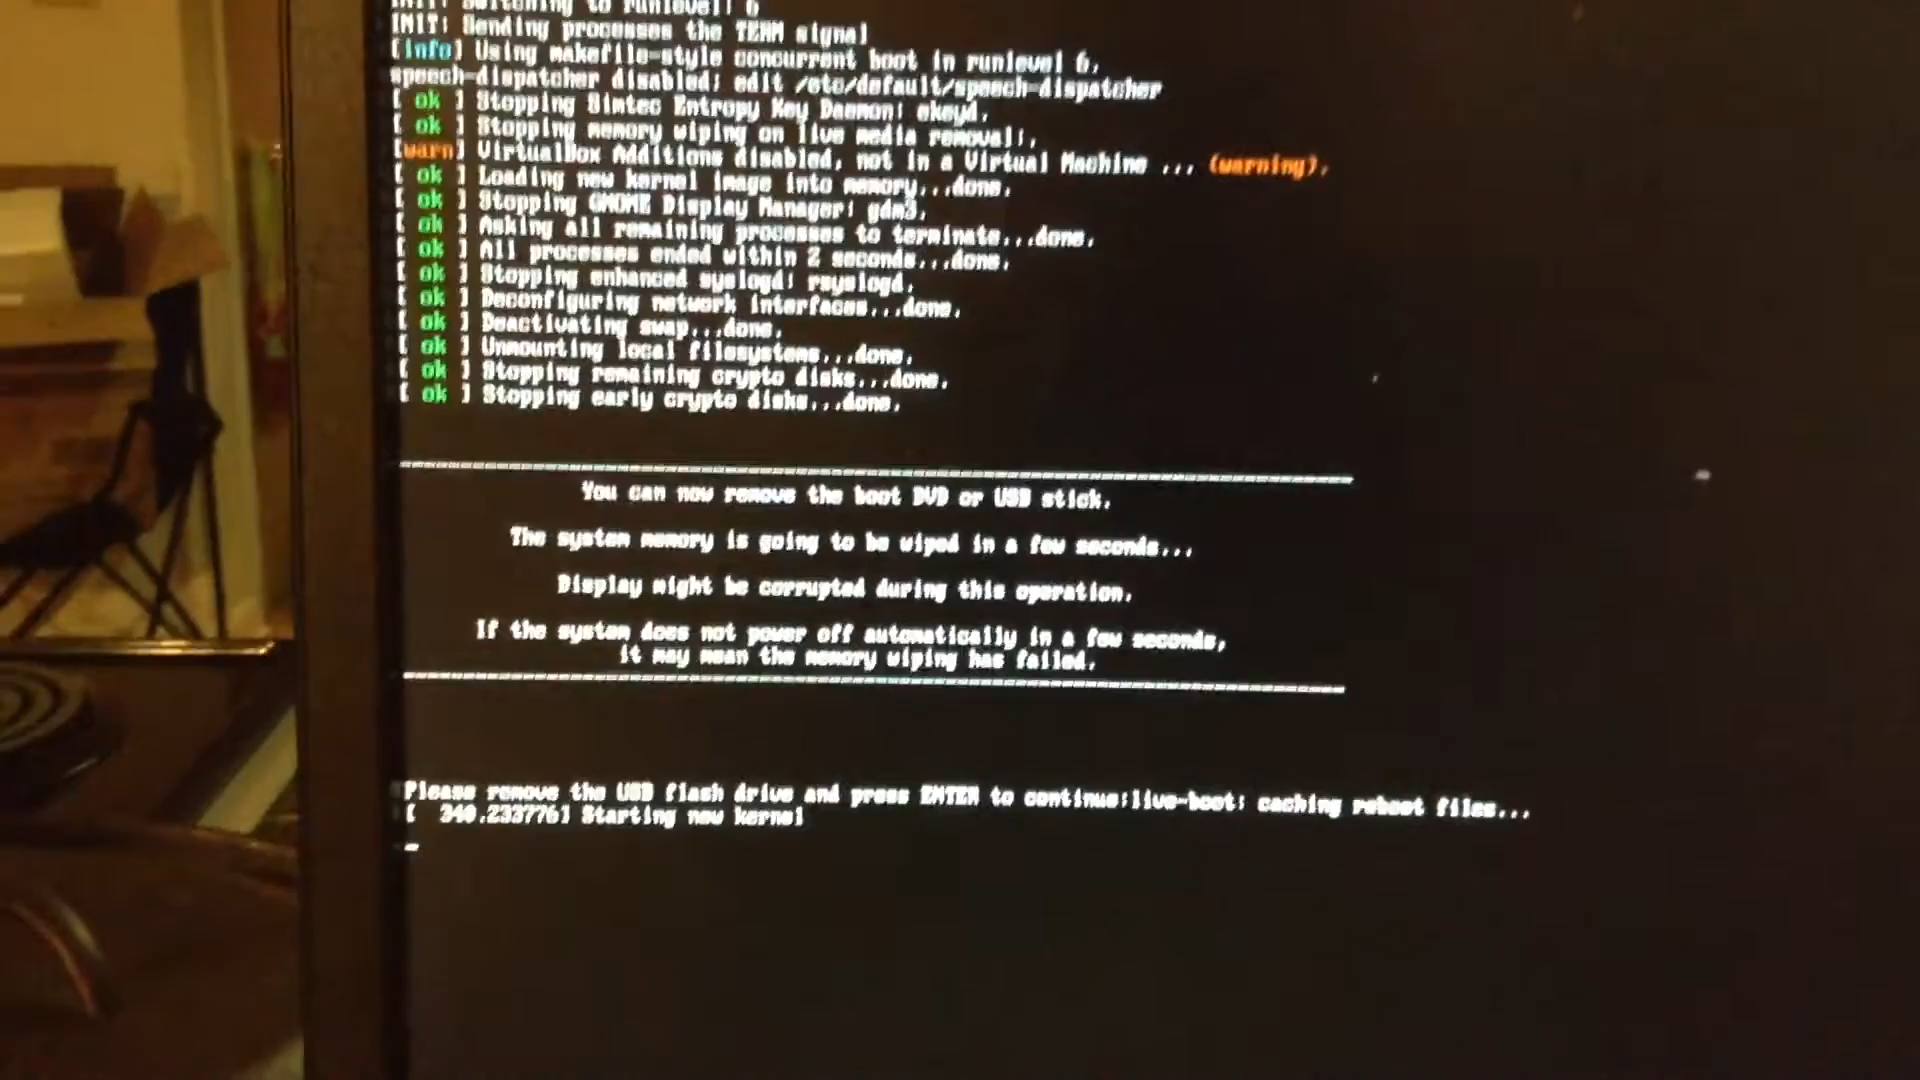 INIT: Switching to runlevel: 6
INIT: Sending processes the TERM signal
[info] Using makefile-style concurrent boot in runlevel 6.
speech-dispatcher disabled; edit /etc/default/speech-dispatcher
[ ok ] Stopping Simtec Entropy Key Daemon: ekeyd.
[ ok ] Stopping memory wiping on live media removal:.
[warn] VirtualBox Additions disabled, not in a Virtual Machine ... (warning).
[ ok ] Loading new kernel image into memory...done.
[ ok ] Stopping GNOME Display Manager: gdm3.
[ ok ] Asking all remaining processes to terminate...done.
[ ok ] All processes ended within 2 seconds...done.
[ ok ] Stopping enhanced syslogd: rsyslogd.
[ ok ] Deconfiguring network interfaces...done.
[ ok ] Deactivating swap...done.
[ ok ] Unmounting local filesystems...done.
[ ok ] Stopping remaining crypto disks...done.
[ ok ] Stopping early crypto disks...done.
You can now remove the boot DVD or USB stick.
The system memory is going to be wiped in a few seconds...
Display might be corrupted during this operation.
If the system does not power off automatically in a few seconds,
it may mean the memory wiping has failed.
Please remove the USB flash drive and press ENTER to continue:live-boot: caching reboot files...
[  340.233776] Starting new kernel